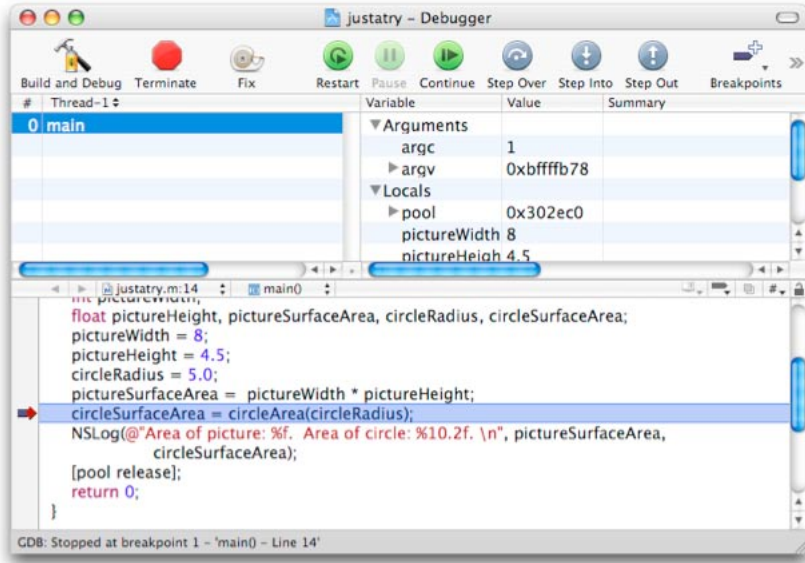 justatry – Debugger
Build and Debug Terminate Fix Restart Pause Continue Step Over Step Into Step Out Breakpoints »
# Thread-1
Variable Value Summary
0 main
Arguments
argc 1
argv 0xbffffb78
Locals
pool 0x302ec0
pictureWidth 8
pictureHeigh 4.5
justatry.m:14 main() #
int pictureWidth;
float pictureHeight, pictureSurfaceArea, circleRadius, circleSurfaceArea;
pictureWidth = 8;
pictureHeight = 4.5;
circleRadius = 5.0;
pictureSurfaceArea = pictureWidth * pictureHeight;
circleSurfaceArea = circleArea(circleRadius);
NSLog(@"Area of picture: %f. Area of circle: %10.2f. \n", pictureSurfaceArea,
circleSurfaceArea);
[pool release];
return 0;
}
GDB: Stopped at breakpoint 1 – 'main() – Line 14'